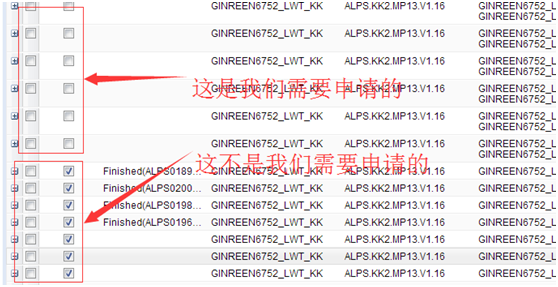 GINREEN6752_LWT_KK ALPS.KK2.MP13.V1.16 GINREEN6752_L
GINREEN6752_L
GINREEN6752_LWT_KK ALPS.KK2.MP13.V1.16 GINREEN6752_L
GINREEN6752_L
GINREEN6752_LWT_KK ALPS.KK2.MP13.V1.16 GINREEN6752_L
GINREEN6752_L
这是我们需要申请的
GINREEN6752_LWT_KK ALPS.KK2.MP13.V1.16 GINREEN6752_L
GINREEN6752_L
GINREEN6752_LWT_KK ALPS.KK2.MP13.V1.16 GINREEN6752_L
GINREEN6752_L
GINREEN6752_LWT_KK ALPS.KK2.MP13.V1.16 GINREEN6752_L
GINREEN6752_L
这不是我们需要申请的
Finished(ALPS0189... GINREEN6752_LWT_KK ALPS.KK2.MP13.V1.16 GINREEN6752_L
Finished(ALPS0200... GINREEN6752_LWT_KK ALPS.KK2.MP13.V1.16 GINREEN6752_L
Finished(ALPS0198... GINREEN6752_LWT_KK ALPS.KK2.MP13.V1.16 GINREEN6752_L
Finished(ALPS0196... GINREEN6752_LWT_KK ALPS.KK2.MP13.V1.16 GINREEN6752_L
GINREEN6752_LWT_KK ALPS.KK2.MP13.V1.16 GINREEN6752_L
GINREEN6752_LWT_KK ALPS.KK2.MP13.V1.16 GINREEN6752_L
GINREEN6752_LWT_KK ALPS.KK2.MP13.V1.16 GINREEN6752_L